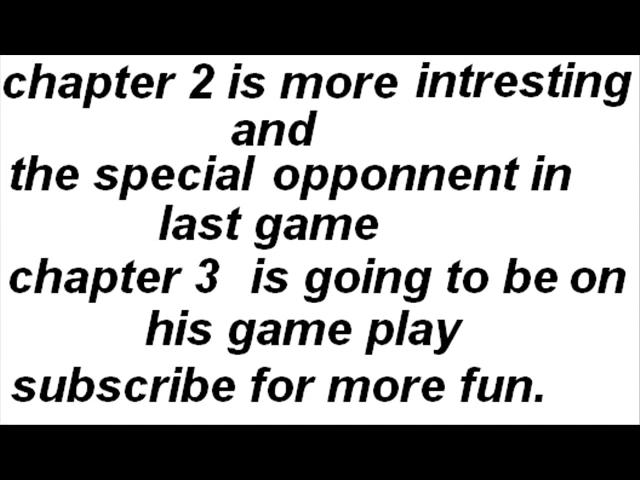 chapter 2 is more intresting
and
the special opponnent in
last game
chapter 3 is going to be on
his game play
subscribe for more fun.